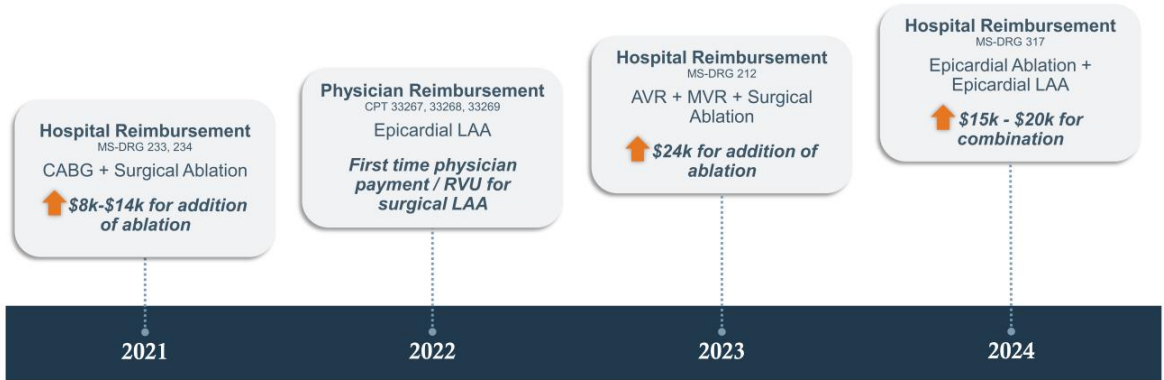 Hospital Reimbursement
MS-DRG 233, 234
CABG + Surgical Ablation
$8k-$14k for addition
of ablation
Physician Reimbursement
CPT 33267, 33268, 33269
Epicardial LAA
First time physician
payment / RVU for
surgical LAA
Hospital Reimbursement
MS-DRG 212
AVR + MVR + Surgical
Ablation
$24k for addition of
ablation
Hospital Reimbursement
MS-DRG 317
Epicardial Ablation +
Epicardial LAA
$15k - $20k for
combination
2021
2022
2023
2024